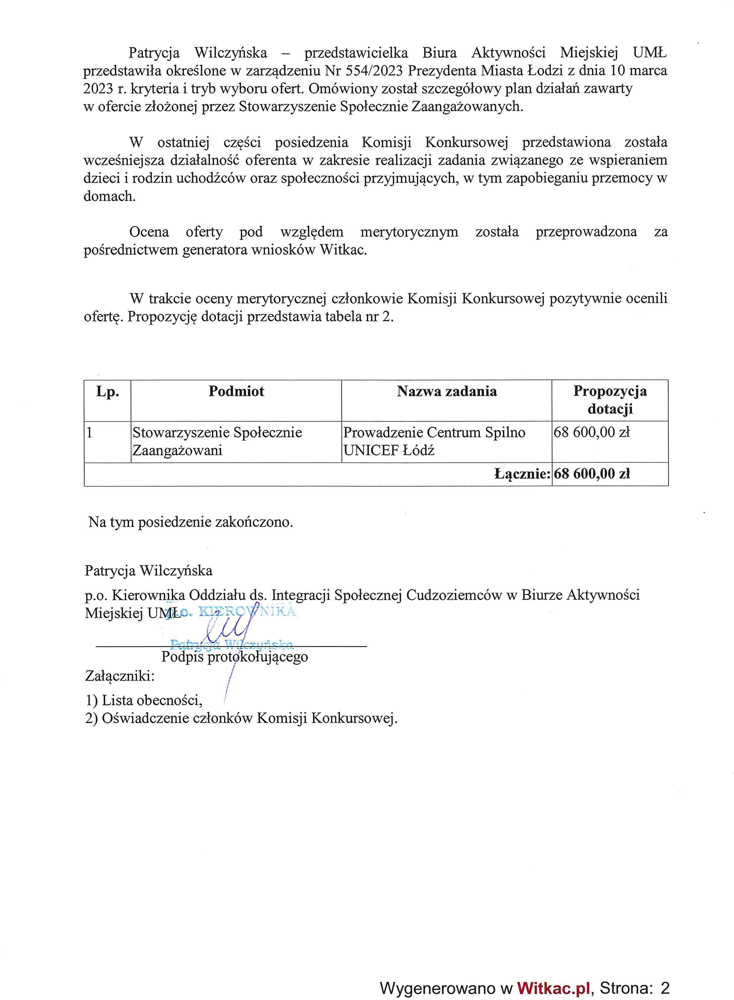 Patrycja Wilczyńska – przedstawicielka Biura Aktywności Miejskiej UMŁ
przedstawiła określone w zarządzeniu Nr 554/2023 Prezydenta Miasta Łodzi z dnia 10 marca
2023 r. kryteria i tryb wyboru ofert. Omówiony został szczegółowy plan działań zawarty
w ofercie złożonej przez Stowarzyszenie Społecznie Zaangażowanych.
W ostatniej części posiedzenia Komisji Konkursowej przedstawiona została
wcześniejsza działalność oferenta w zakresie realizacji zadania związanego ze wspieraniem
dzieci i rodzin uchodźców oraz społeczności przyjmujących, w tym zapobieganiu przemocy w
domach.
Ocena oferty pod względem merytorycznym została przeprowadzona za
pośrednictwem generatora wniosków Witkac.
W trakcie oceny merytorycznej członkowie Komisji Konkursowej pozytywnie ocenili
ofertę. Propozycję dotacji przedstawia tabela nr 2.
Lp. Podmiot Nazwa zadania Propozycja
dotacji
1 Stowarzyszenie Społecznie Prowadzenie Centrum Spilno 68 600,00 zł
Zaangażowani UNICEF Łódź
Łącznie: 68 600,00 zł
Na tym posiedzenie zakończono.
Patrycja Wilczyńska
p.o. Kierownika Oddziału ds. Integracji Społecznej Cudzoziemców w Biurze Aktywności
Miejskiej UMŁ
p.o. KIEROWNIKA
Patrycja Wilczyńska
Podpis protokołującego
Załączniki:
1) Lista obecności,
2) Oświadczenie członków Komisji Konkursowej.
Wygenerowano w Witkac.pl, Strona: 2